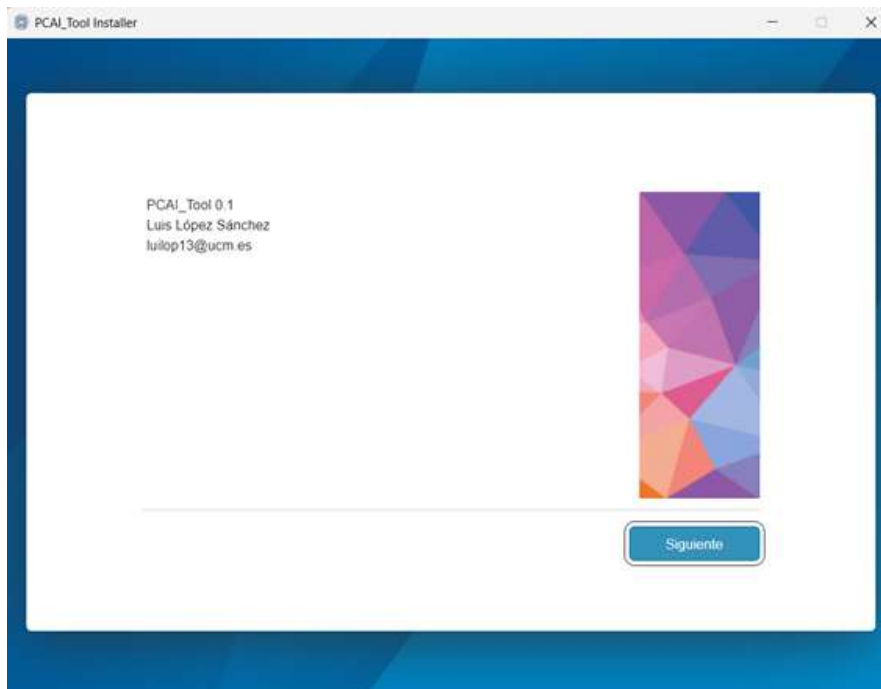 PCAI_Tool Installer
PCAI_Tool 0.1
Luis López Sánchez
luilop13@ucm.es
Siguiente